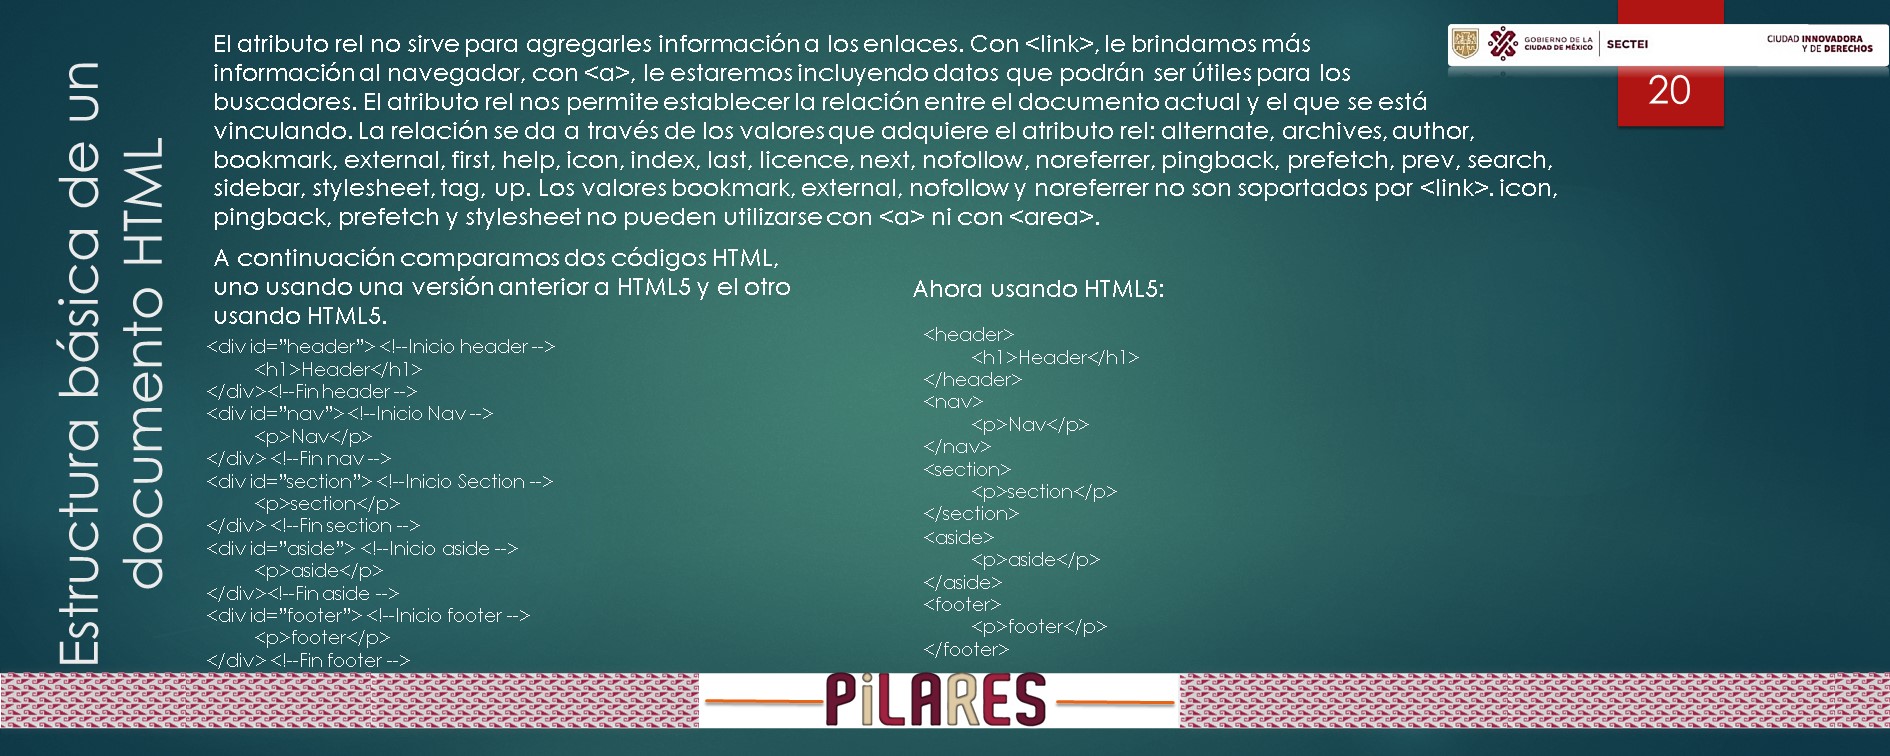 Estructura básica de un
documento HTML
El atributo rel no sirve para agregarles información a los enlaces. Con <link>, le brindamos más
información al navegador, con <a>, le estaremos incluyendo datos que podrán ser útiles para los
buscadores. El atributo rel nos permite establecer la relación entre el documento actual y el que se está
vinculando. La relación se da a través de los valores que adquiere el atributo rel: alternate, archives, author,
bookmark, external, first, help, icon, index, last, licence, next, nofollow, noreferrer, pingback, prefetch, prev, search,
sidebar, stylesheet, tag, up. Los valores bookmark, external, nofollow y noreferrer no son soportados por <link>. icon,
pingback, prefetch y stylesheet no pueden utilizarse con <a> ni con <area>.
GOBIERNO DE LA
CIUDAD DE MÉXICO
SECTEI
CIUDAD INNOVADORA
Y DE DERECHOS
20
A continuación comparamos dos códigos HTML,
uno usando una versión anterior a HTML5 y el otro
usando HTML5.
<div id="header"> <!--Inicio header -->
<h1>Header</h1>
</div><!--Fin header -->
<div id="nav"> <!--Inicio Nav -->
<p>Nav</p>
</div> <!--Fin nav -->
<div id="section"> <!--Inicio Section -->
<p>section</p>
</div> <!--Fin section -->
<div id="aside"> <!--Inicio aside -->
<p>aside</p>
</div><!--Fin aside -->
<div id="footer"> <!--Inicio footer -->
<p>footer</p>
</div> <!--Fin footer -->
Ahora usando HTML5:
<header>
<h1>Header</h1>
</header>
<nav>
<p>Nav</p>
</nav>
<section>
<p>section</p>
</section>
<aside>
<p>aside</p>
</aside>
<footer>
<p>footer</p>
</footer>
PiLARES